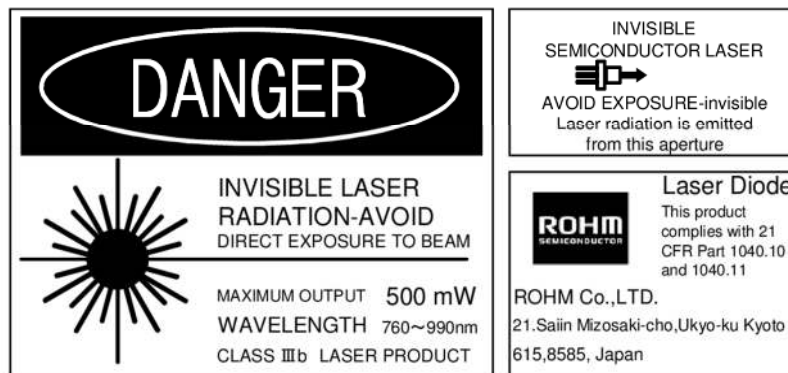 DANGER
INVISIBLE LASER
RADIATION-AVOID
DIRECT EXPOSURE TO BEAM
MAXIMUM OUTPUT 500 mW
WAVELENGTH 760~990nm
CLASS Ⅲb LASER PRODUCT
INVISIBLE
SEMICONDUCTOR LASER
AVOID EXPOSURE-invisible
Laser radiation is emitted
from this aperture
ROHM
SEMICONDUCTOR
Laser Diode
This product
complies with 21
CFR Part 1040.10
and 1040.11
ROHM Co.,LTD.
21.Saiin Mizosaki-cho,Ukyo-ku Kyoto
615,8585, Japan